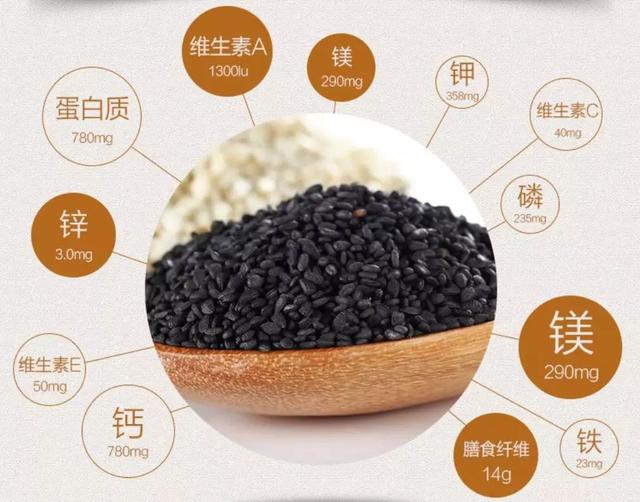 维生素A
1300Iu
镁
290mg
钾
358mg
蛋白质
780mg
维生素C
40mg
磷
235mg
锌
3.0mg
镁
290mg
维生素E
50mg
钙
780mg
膳食纤维
14g
铁
23mg